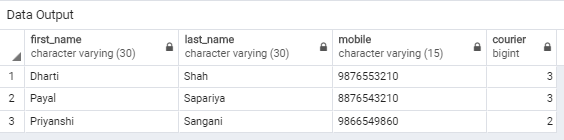 Data Output
first_name last_name mobile courier
character varying (30) character varying (30) character varying (15) bigint
1 Dharti Shah 9876553210 3
2 Payal Sapariya 8876543210 3
3 Priyanshi Sangani 9866549860 2